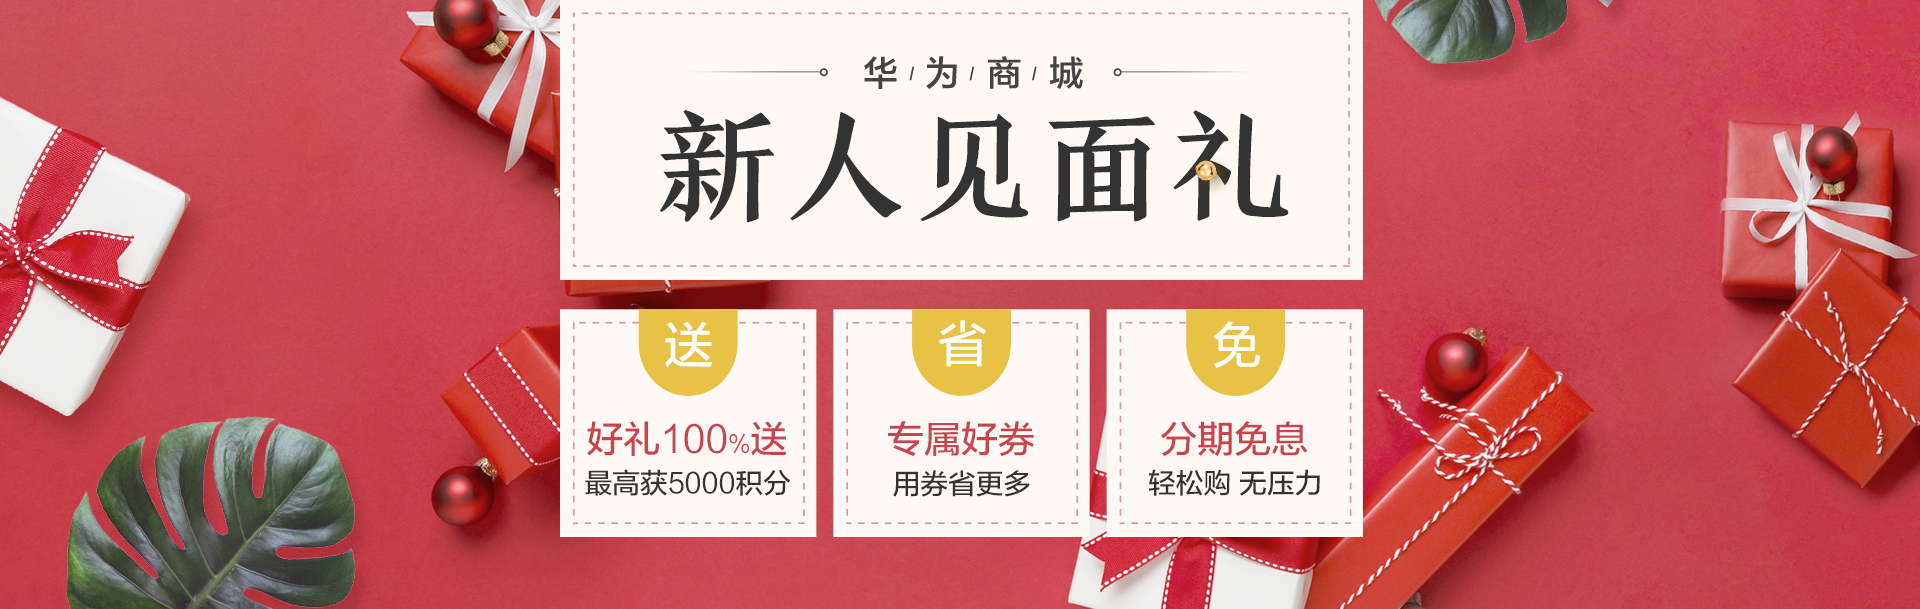 华/为/商/城
新人见面礼
送
好礼100%送
最高获5000积分
省
专属好券
用券省更多
免
分期免息
轻松购 无压力